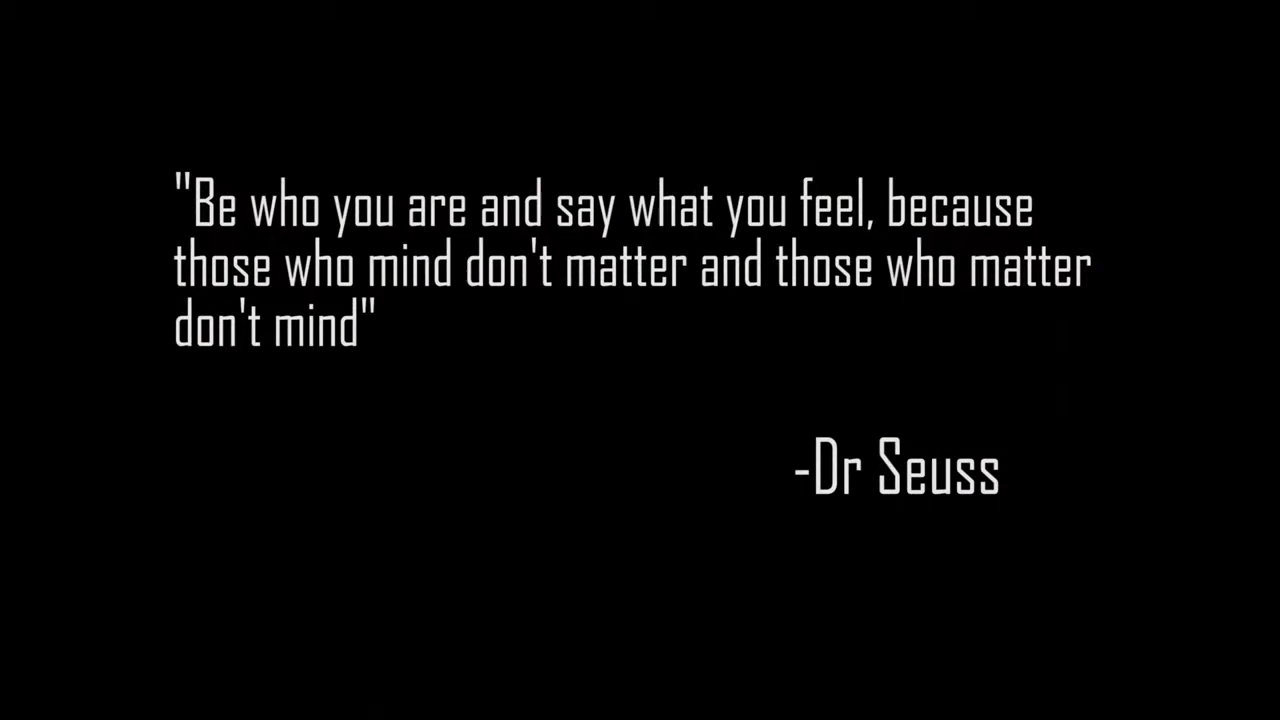 "Be who you are and say what you feel, because
those who mind don't matter and those who matter
don't mind"
-Dr Seuss